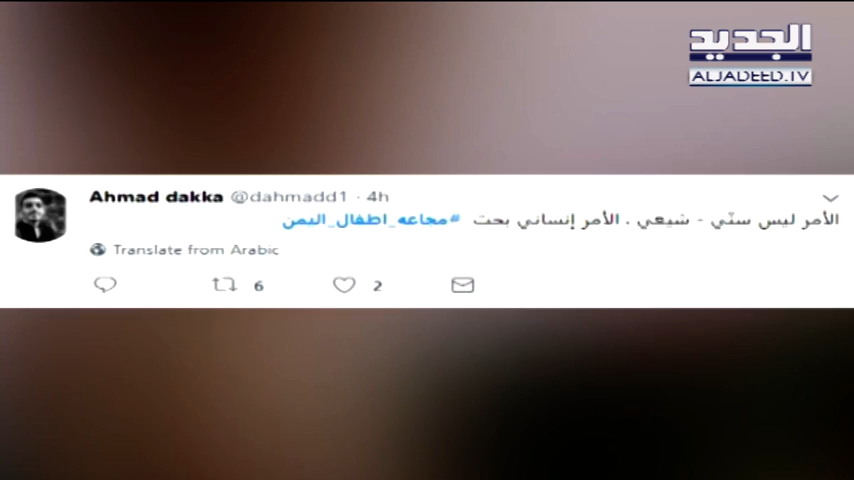 الجديد
ALJADEED.TV
Ahmad dakka @dahmadd1 · 4h
الأمر ليس سنّي - شيعي . الأمر إنساني بحت #مجاعه_اطفال_اليمن
Translate from Arabic
6 2